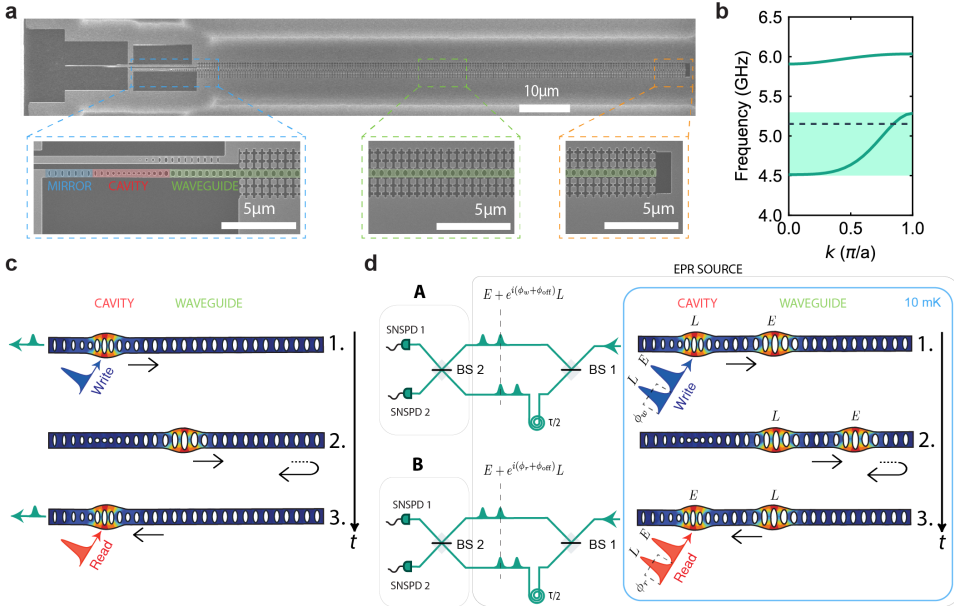 a
10μm
MIRROR CAVITY WAVEGUIDE
5μm
5μm
5μm
b
Frequency (GHz)
6.5
6.0
5.5
5.0
4.5
4.0
0.0 0.5 1.0
k (π/a)
c
CAVITY WAVEGUIDE
1.
Write
2.
3.
Read
t
d
EPR SOURCE
A
E + e^{i(ϕ_w+ϕ_off)}L
SNSPD 1
BS 2
BS 1
SNSPD 2
τ/2
B
E + e^{i(ϕ_r+ϕ_off)}L
SNSPD 1
BS 2
BS 1
SNSPD 2
τ/2
CAVITY WAVEGUIDE 10 mK
L E
1.
L E
ϕ_w
Write
L E
2.
E L
3.
L E
ϕ_r
Read
t